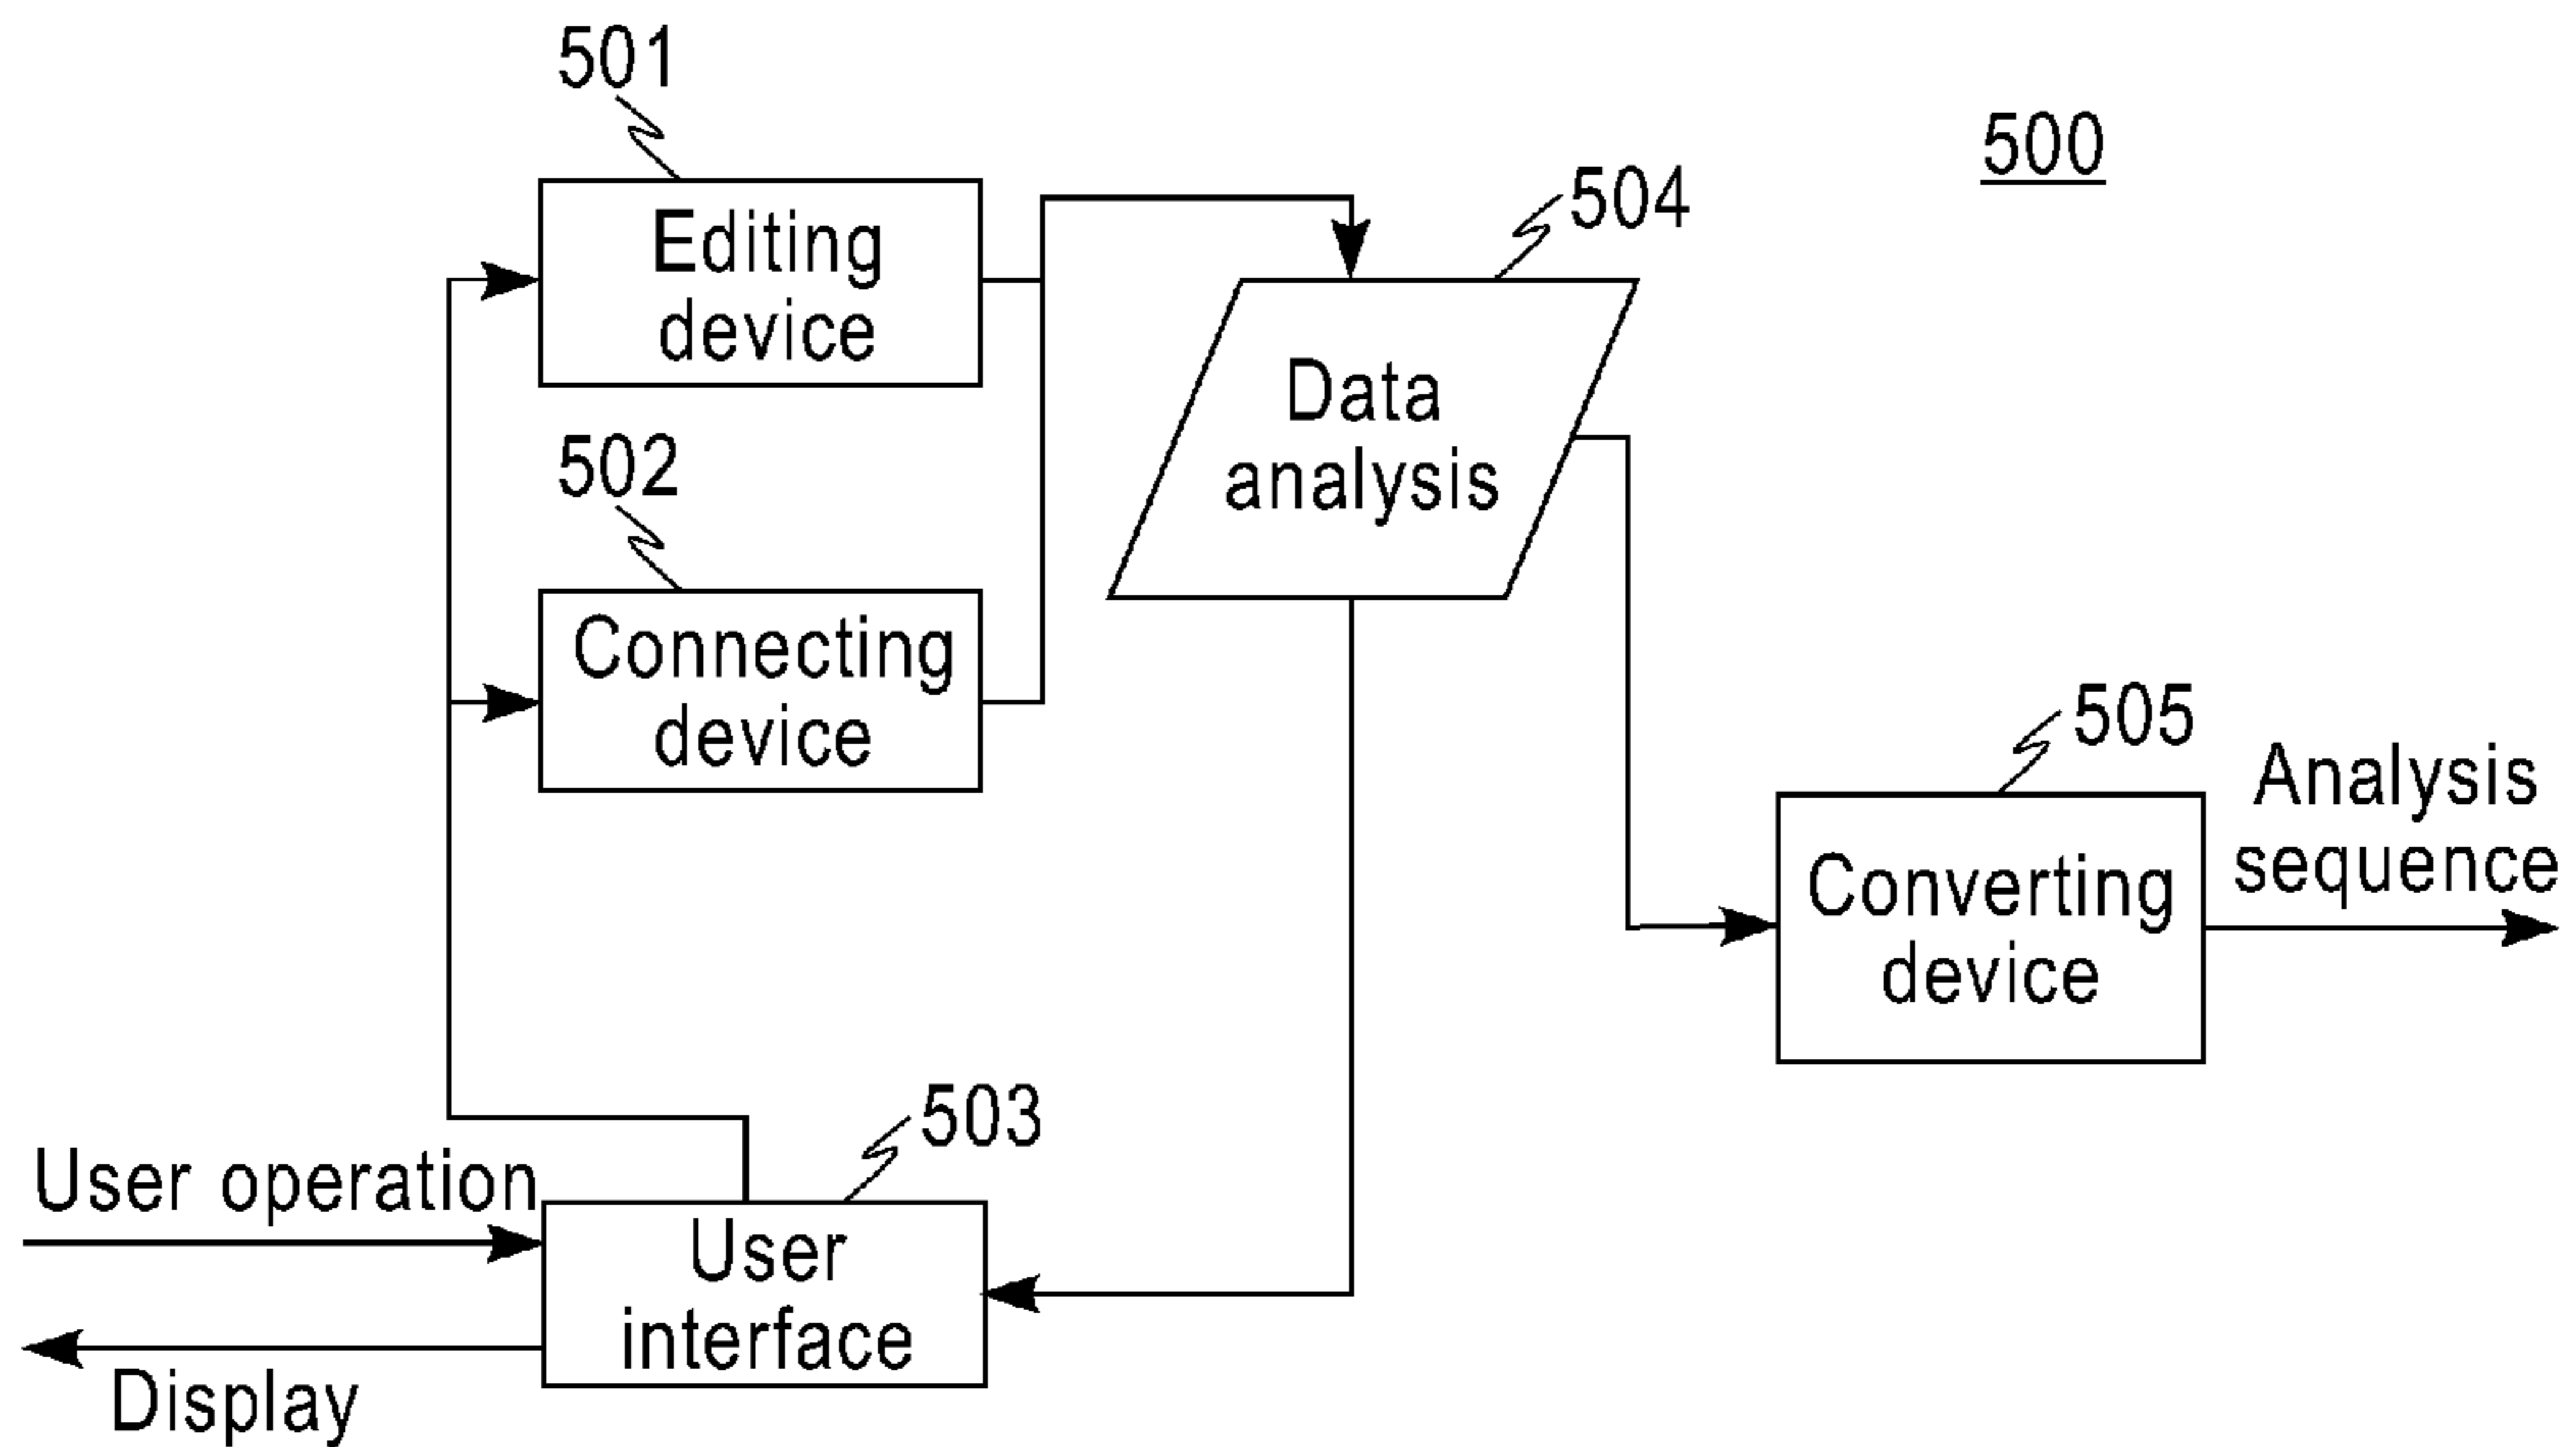 501
500
Editing
device
504
Data
analysis
502
Connecting
device
505
Analysis
sequence
Converting
device
503
User operation
User
interface
Display